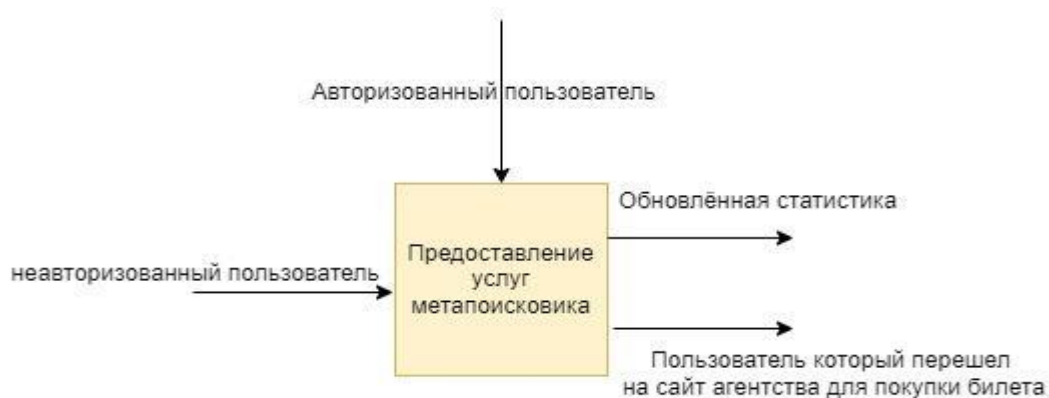 Авторизованный пользователь
Обновлённая статистика
неавторизованный пользователь
Предоставление
услуг
метапоисковика
Пользователь который перешел
на сайт агентства для покупки билета